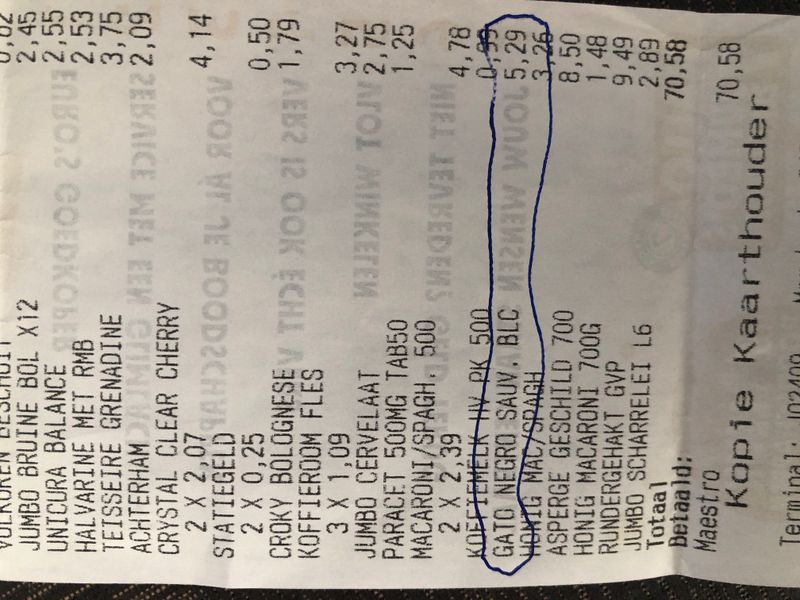 JUMBO BRUINE BOL X12 2,45
UNICURA BALANCE 2,55
HALVARINE MET RMB 2,53
TEISSEIRE GRENADINE 3,75
ACHTERHAM 2,09
CRYSTAL CLEAR CHERRY
2 X 2,07 4,14
STATIEGELD
2 X 0,25 0,50
CROKY BOLOGNESE 1,79
KOFFIEROOM FLES
3 X 1,09 3,27
JUMBO CERVELAAT 2,75
PARACET 500MG TAB50 1,25
MACARONI/SPAGH 500
2 X 2,39 4,78
KOFFIEMELK HV PK 500 0,99
GATO NEGRO SAUV. BLC 5,29
HONIG MAC/SPAGH 3,26
ASPERGE GESCHILD 700 8,50
HONIG MACARONI 700G 1,48
RUNDERGEHAKT GVP 9,49
JUMBO SCHARRELEI L6 2,89
Totaal 70,58
Betaald:
Maestro 70,58
Kopie Kaarthouder
Terminal: